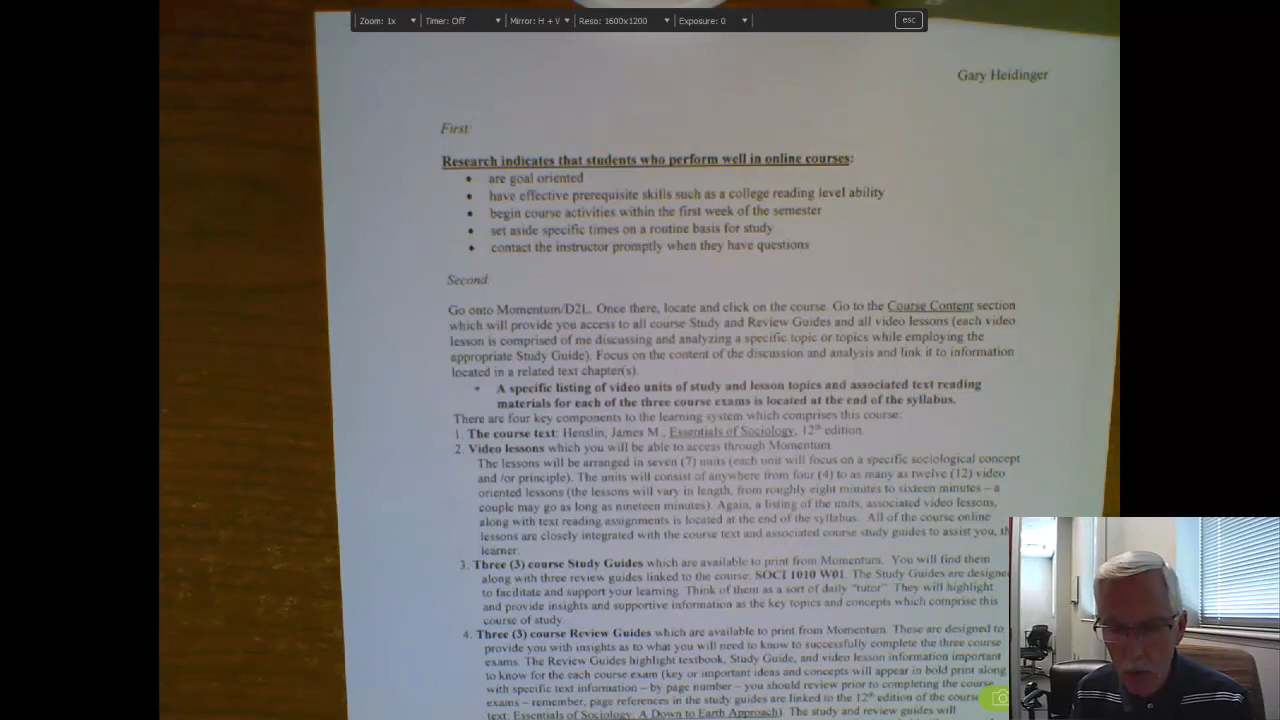 Zoom: 1x Timer: Off Mirror: H + V Reso: 1600x1200 Exposure: 0 esc
Gary Heidinger
First:
Research indicates that students who perform well in online courses:
• are goal oriented
• have effective prerequisite skills such as a college reading level ability
• begin course activities within the first week of the semester
• set aside specific times on a routine basis for study
• contact the instructor promptly when they have questions
Second
Go onto Momentum/D2L. Once there, locate and click on the course. Go to the Course Content section
which will provide you access to all course Study and Review Guides and all video lessons (each video
lesson is comprised of me discussing and analyzing a specific topic or topics while employing the
appropriate Study Guide). Focus on the content of the discussion and analysis and link it to information
located in a related text chapter(s).
• A specific listing of video units of study and lesson topics and associated text reading
materials for each of the three course exams is located at the end of the syllabus.
There are four key components to the learning system which comprises this course:
1. The course text: Henslin, James M., Essentials of Sociology, 12th edition.
2. Video lessons which you will be able to access through Momentum.
The lessons will be arranged in seven (7) units (each unit will focus on a specific sociological concept
and /or principle). The units will consist of anywhere from four (4) to as many as twelve (12) video
oriented lessons (the lessons will vary in length, from roughly eight minutes to sixteen minutes – a
couple may go as long as nineteen minutes). Again, a listing of the units, associated video lessons,
along with text reading assignments is located at the end of the syllabus. All of the course online
lessons are closely integrated with the course text and associated course study guides to assist you, th
learner.
3. Three (3) course Study Guides which are available to print from Momentum. You will find them
along with three review guides linked to the course: SOCI 1010 W01. The Study Guides are designe
to facilitate and support your learning. Think of them as a sort of daily "tutor" They will highlight
and provide insights and supportive information as the key topics and concepts which comprise this
course of study.
4. Three (3) course Review Guides which are available to print from Momentum. These are designed to
provide you with insights as to what you will need to know to successfully complete the three course
exams. The Review Guides highlight textbook, Study Guide, and video lesson information important
to know for the each course exam (key or important ideas and concepts will appear in bold print along
with specific text information – by page number – you should review prior to completing the course
exams – remember, page references in the study guides are linked to the 12th edition of the course
text: Essentials of Sociology: A Down to Earth Approach). The study and review guides will